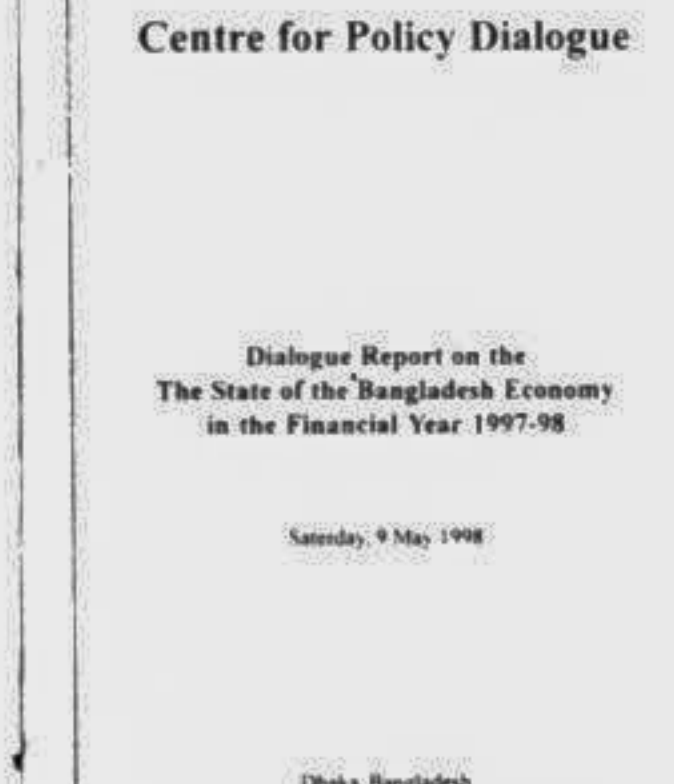 Centre for Policy Dialogue
Dialogue Report on the
The State of the Bangladesh Economy
in the Financial Year 1997-98
Saterday, 9 May 1998
Dhaka, Bangladesh